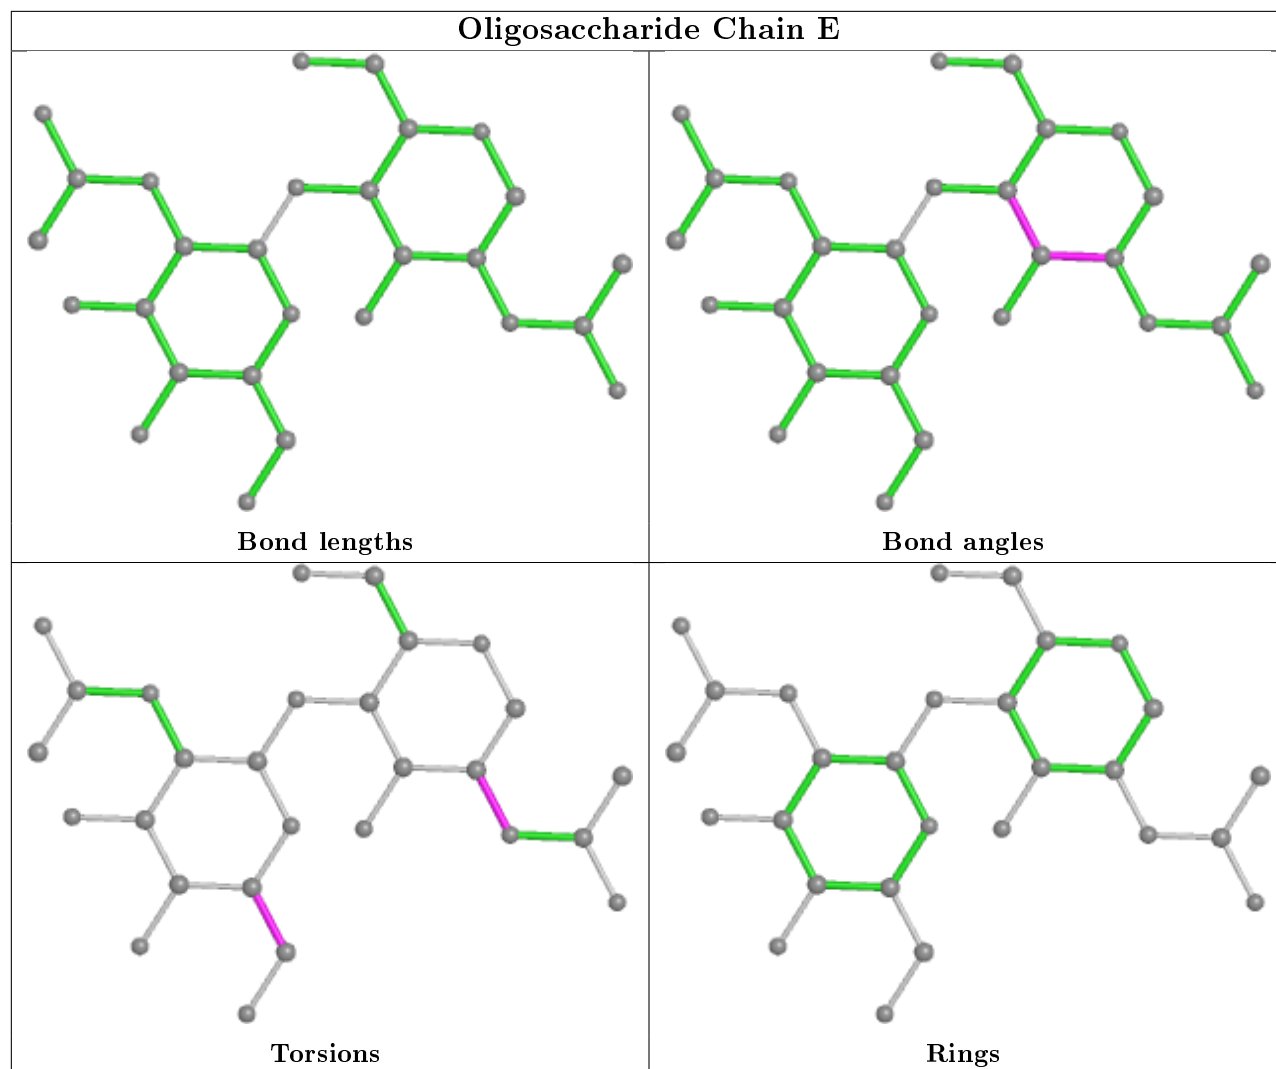 Oligosaccharide Chain E
Bond lengths
Bond angles
Torsions
Rings